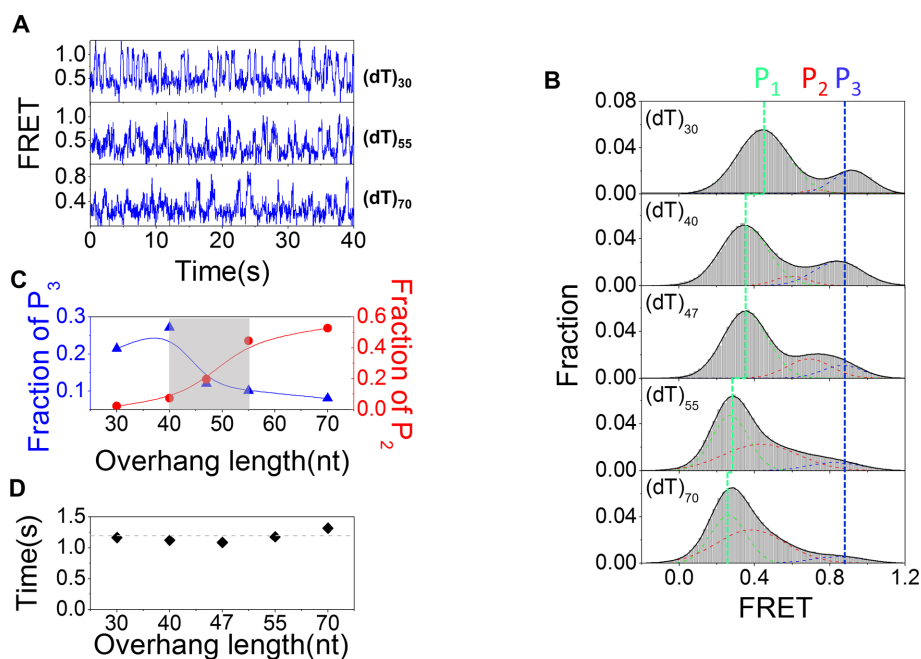 A
FRET
1.0
0.5
(dT)30
1.0
0.5
(dT)55
0.8
0.4
(dT)70
0 10 20 30 40
Time(s)
B
P1 P2 P3
Fraction
0.08
0.04
0.00
(dT)30
0.04
0.00
(dT)40
0.04
0.00
(dT)47
0.04
0.00
(dT)55
0.04
0.00
(dT)70
0.0 0.4 0.8 1.2
FRET
C
Fraction of P3
0.3
0.2
0.1
Fraction of P2
0.6
0.4
0.2
0.0
30 40 50 60 70
Overhang length(nt)
D
Time(s)
1.5
1.0
0.5
0.0
30 40 47 55 70
Overhang length(nt)